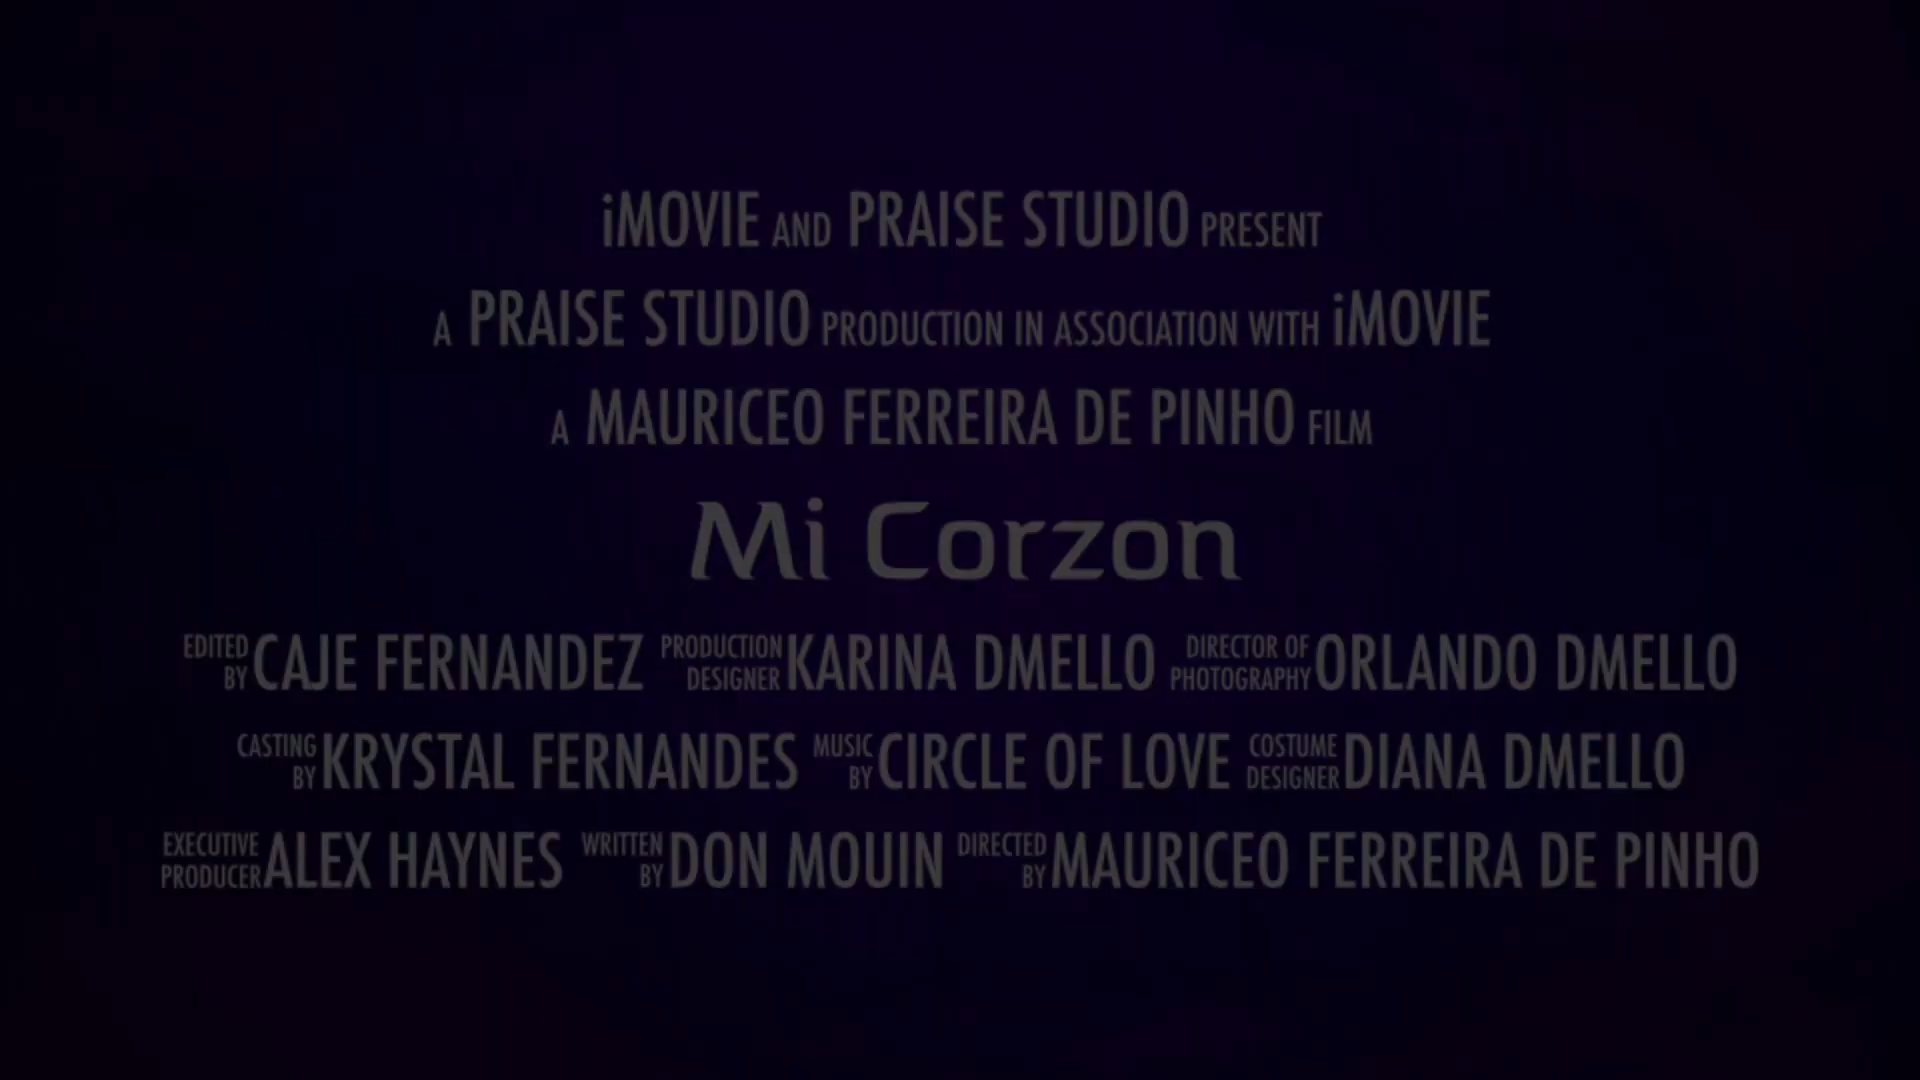 iMOVIE AND PRAISE STUDIO PRESENT
A PRAISE STUDIO PRODUCTION IN ASSOCIATION WITH iMOVIE
A MAURICEO FERREIRA DE PINHO FILM
Mi Corzon
EDITED BY CAJE FERNANDEZ PRODUCTION DESIGNER KARINA DMELLO DIRECTOR OF PHOTOGRAPHY ORLANDO DMELLO
CASTING BY KRYSTAL FERNANDES MUSIC BY CIRCLE OF LOVE COSTUME DESIGNER DIANA DMELLO
EXECUTIVE PRODUCER ALEX HAYNES WRITTEN BY DON MOUIN DIRECTED BY MAURICEO FERREIRA DE PINHO